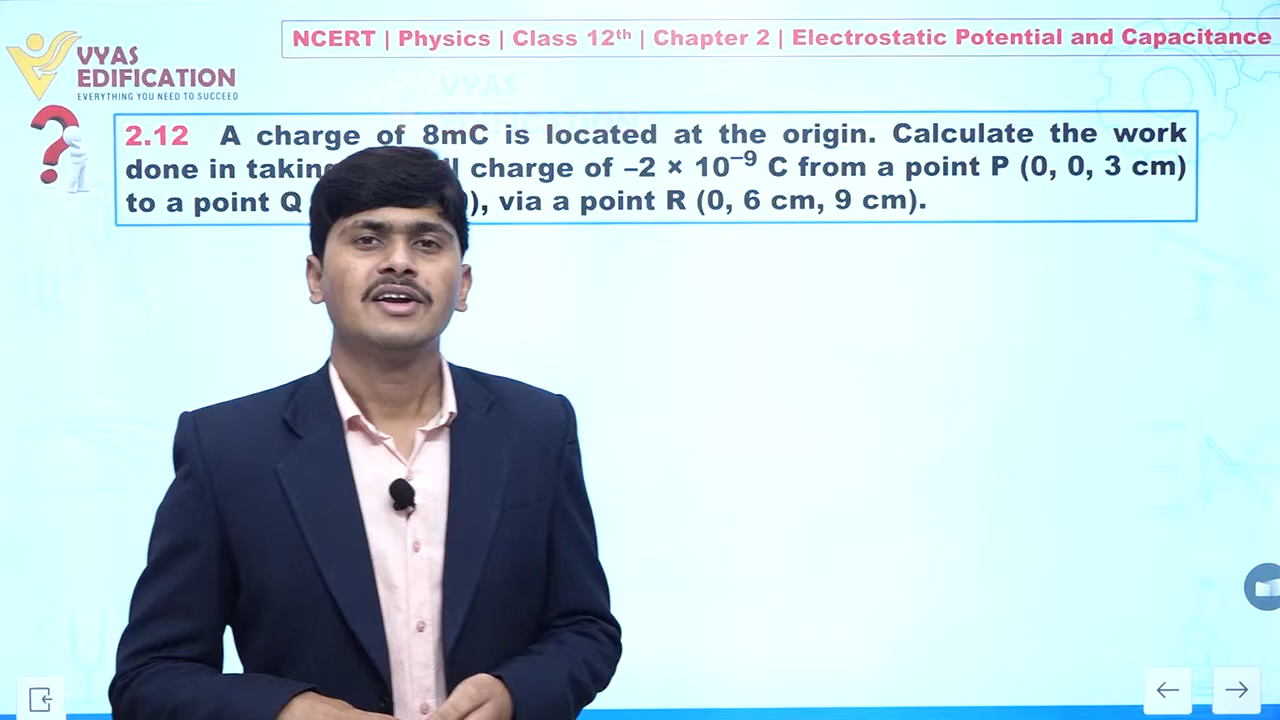 VYAS
EDIFICATION
EVERYTHING YOU NEED TO SUCCEED
NCERT | Physics | Class 12th | Chapter 2 | Electrostatic Potential and Capacitance
VYAS
2.12 A charge of 8mC is located at the origin. Calculate the work
done in taking charge of –2 × 10⁻⁹ C from a point P (0, 0, 3 cm)
to a point Q ), via a point R (0, 6 cm, 9 cm).